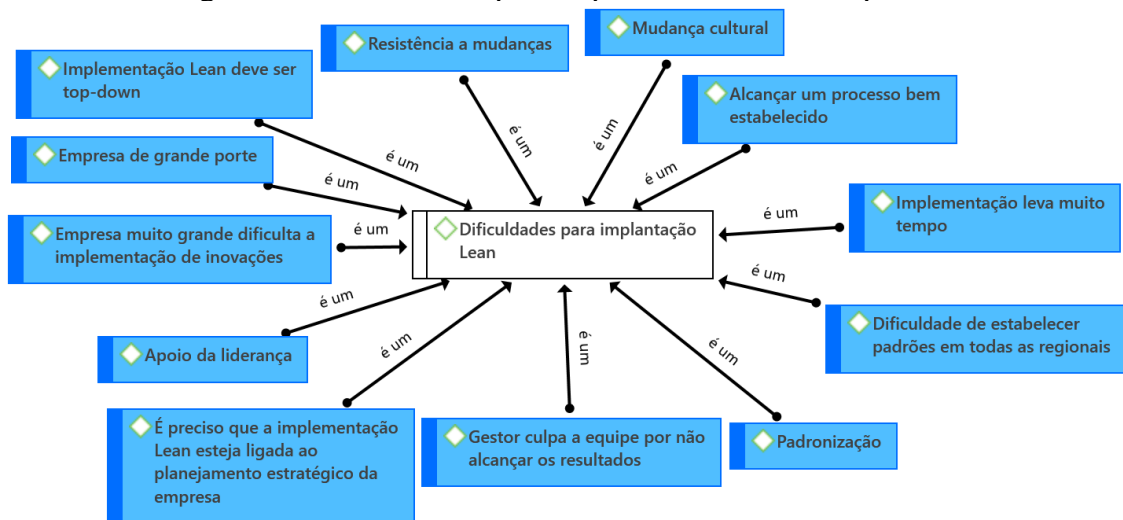 Resistência a mudanças
Mudança cultural
Implementação Lean deve ser
top-down
Alcançar um processo bem
estabelecido
Empresa de grande porte
Implementação leva muito
tempo
Empresa muito grande dificulta a
implementação de inovações
Dificuldades para implantação
Lean
Dificuldade de estabelecer
padrões em todas as regionais
Apoio da liderança
É preciso que a implementação
Lean esteja ligada ao
planejamento estratégico da
empresa
Gestor culpa a equipe por não
alcançar os resultados
Padronização
é um
é um
é um
é um
é um
é um
é um
é um
é um
é um
é um
é um
é um